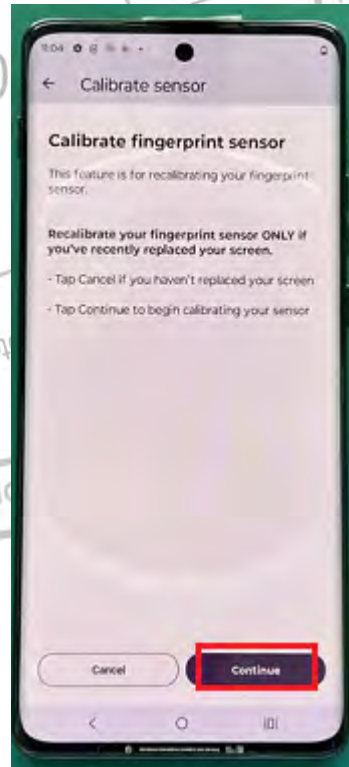 Calibrate sensor
Calibrate fingerprint sensor
This feature is for recalibrating your fingerprint
sensor.
Recalibrate your fingerprint sensor ONLY if
you've recently replaced your screen.
- Tap Cancel if you haven't replaced your screen
- Tap Continue to begin calibrating your sensor
Cancel
Continue